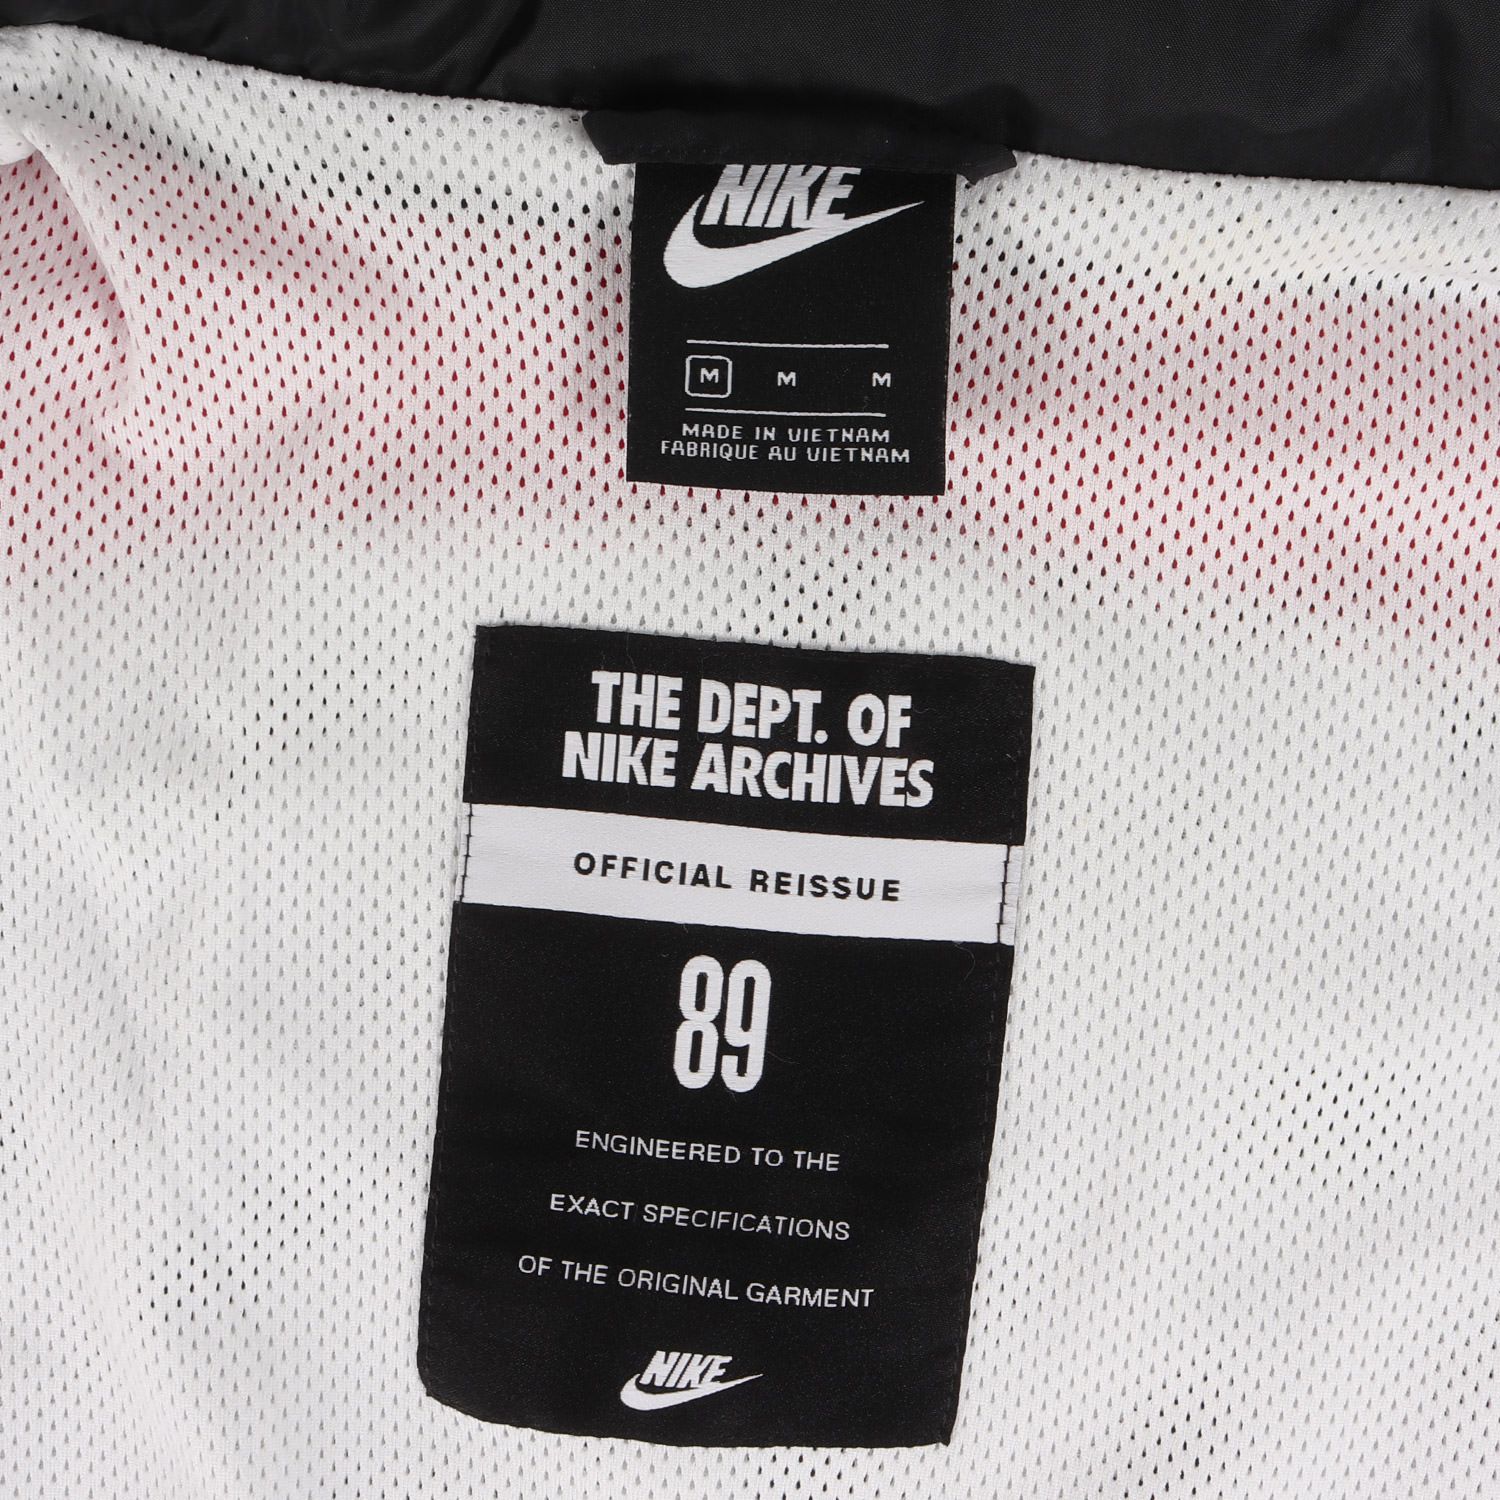 NIKE
M M M
MADE IN VIETNAM
FABRIQUE AU VIETNAM
THE DEPT. OF
NIKE ARCHIVES
OFFICIAL REISSUE
89
ENGINEERED TO THE
EXACT SPECIFICATIONS
OF THE ORIGINAL GARMENT
NIKE